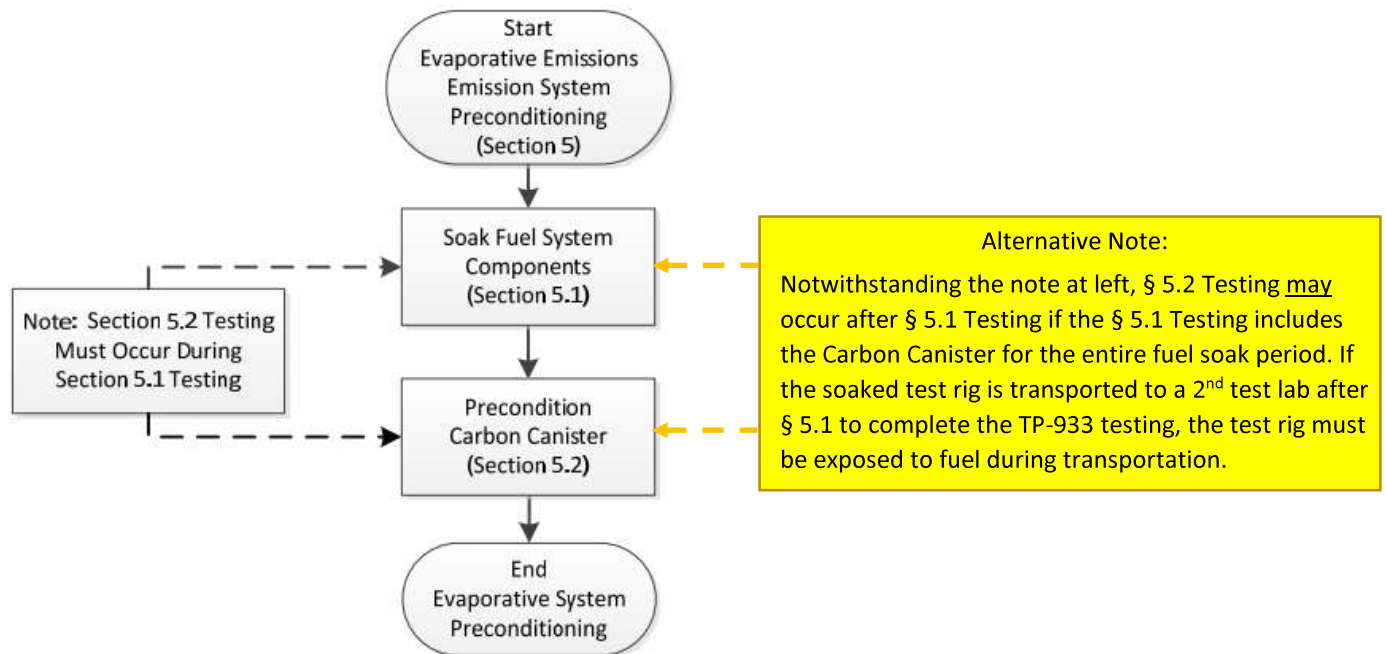 Start
Evaporative Emissions
Emission System
Preconditioning
(Section 5)
Soak Fuel System
Components
(Section 5.1)
Note: Section 5.2 Testing
Must Occur During
Section 5.1 Testing
Alternative Note:
Notwithstanding the note at left, § 5.2 Testing may
occur after § 5.1 Testing if the § 5.1 Testing includes
the Carbon Canister for the entire fuel soak period. If
the soaked test rig is transported to a 2nd test lab after
§ 5.1 to complete the TP-933 testing, the test rig must
be exposed to fuel during transportation.
Precondition
Carbon Canister
(Section 5.2)
End
Evaporative System
Preconditioning